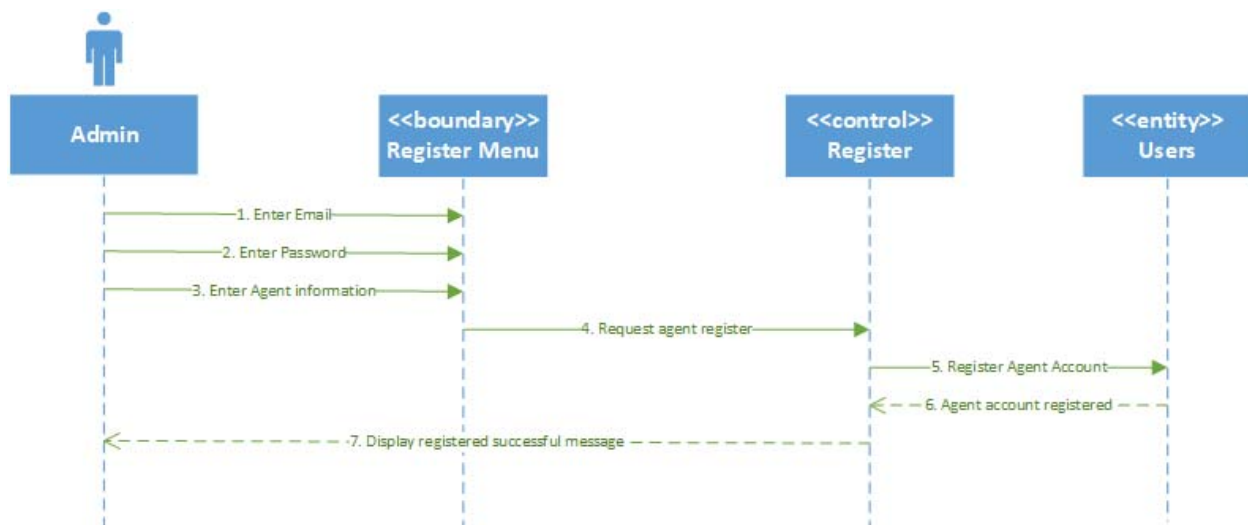 Admin
<<boundary>>
Register Menu
<<control>>
Register
<<entity>>
Users
1. Enter Email
2. Enter Password
3. Enter Agent information
4. Request agent register
5. Register Agent Account
6. Agent account registered
7. Display registered successful message